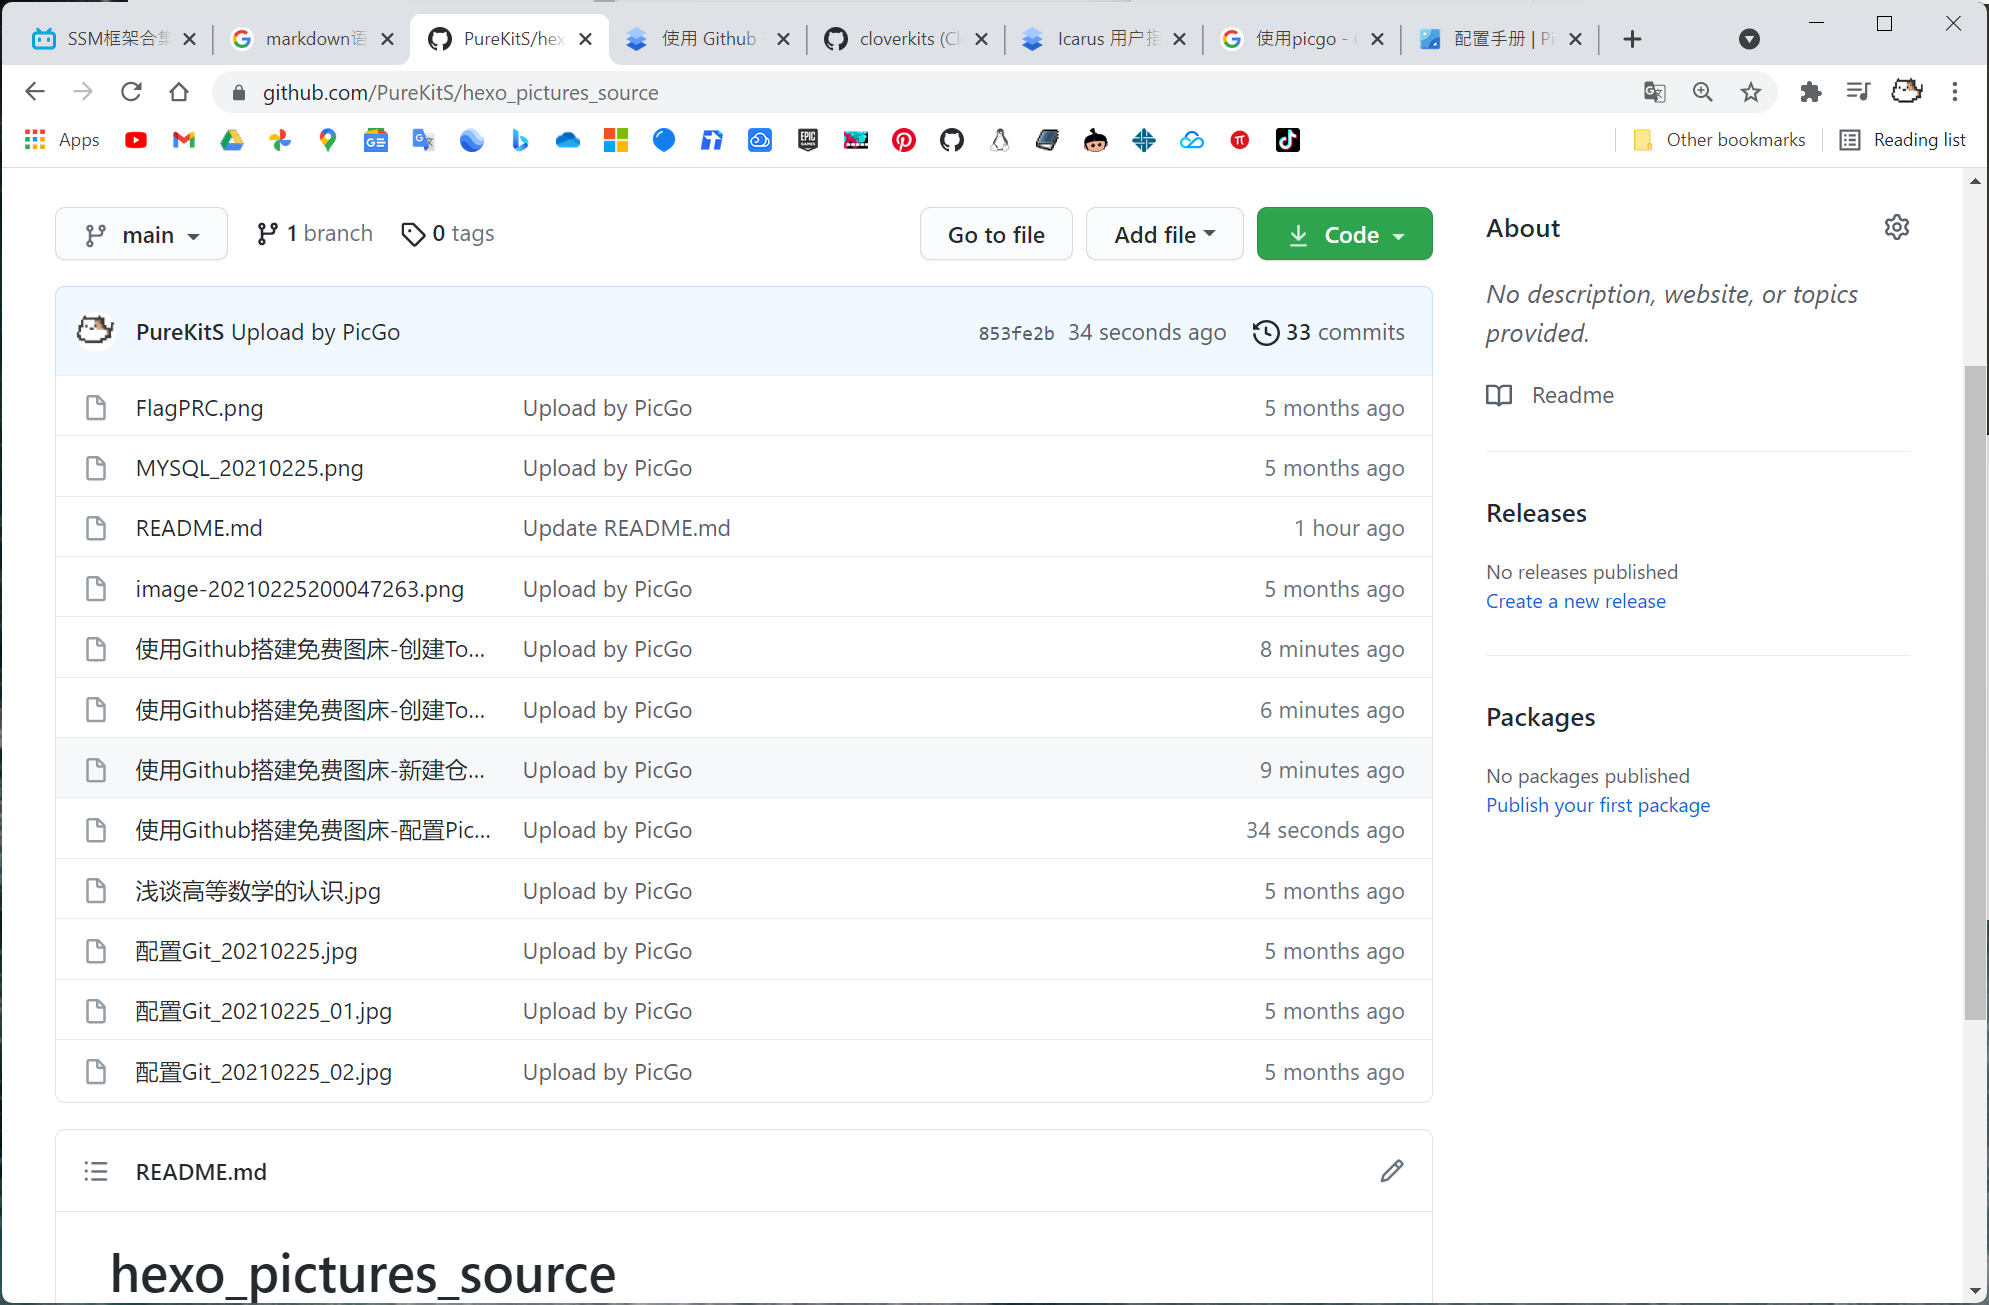 SSM框架合集
markdown语
PureKitS/hex
使用 Github
cloverkits (Cl
Icarus 用户指
使用picgo -
配置手册 | Pi
github.com/PureKitS/hexo_pictures_source
Apps
Other bookmarks
Reading list
main
1 branch
0 tags
Go to file
Add file
Code
PureKitS Upload by PicGo
853fe2b 34 seconds ago
33 commits
FlagPRC.png Upload by PicGo 5 months ago
MYSQL_20210225.png Upload by PicGo 5 months ago
README.md Update README.md 1 hour ago
image-20210225200047263.png Upload by PicGo 5 months ago
使用Github搭建免费图床-创建To... Upload by PicGo 8 minutes ago
使用Github搭建免费图床-创建To... Upload by PicGo 6 minutes ago
使用Github搭建免费图床-新建仓... Upload by PicGo 9 minutes ago
使用Github搭建免费图床-配置Pic... Upload by PicGo 34 seconds ago
浅谈高等数学的认识.jpg Upload by PicGo 5 months ago
配置Git_20210225.jpg Upload by PicGo 5 months ago
配置Git_20210225_01.jpg Upload by PicGo 5 months ago
配置Git_20210225_02.jpg Upload by PicGo 5 months ago
README.md
hexo_pictures_source
About
No description, website, or topics
provided.
Readme
Releases
No releases published
Create a new release
Packages
No packages published
Publish your first package